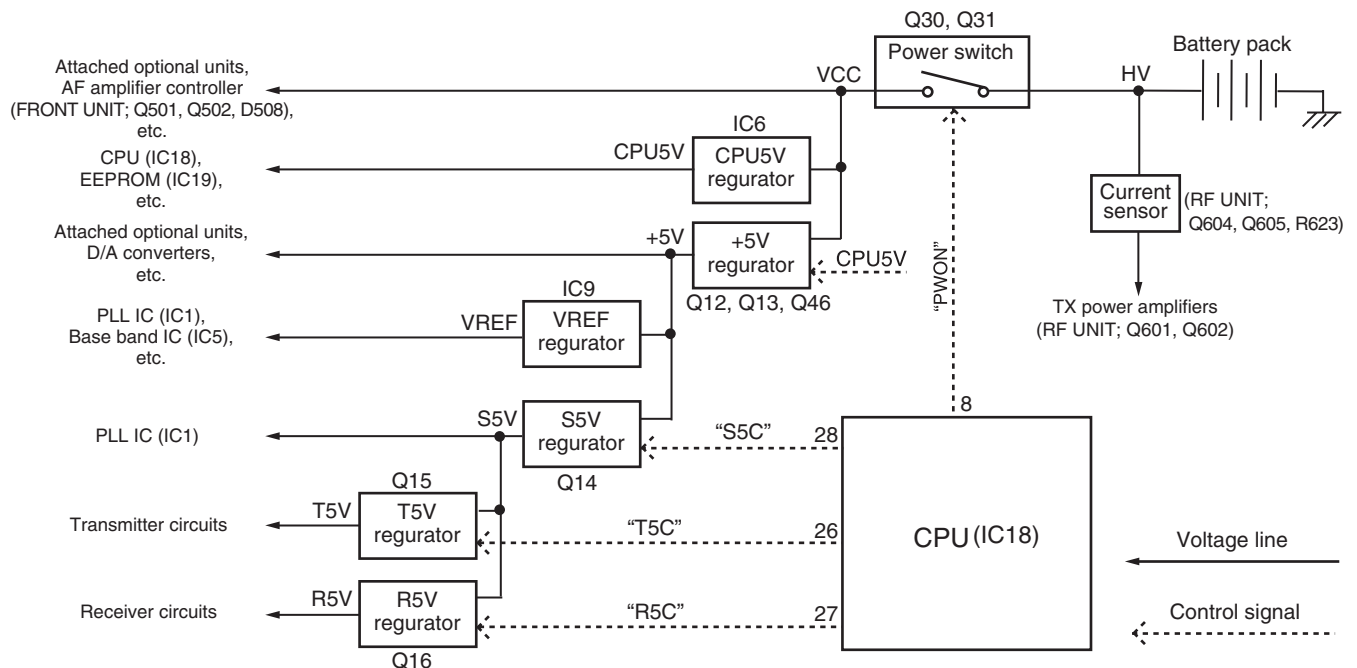 Q30, Q31
Power switch
Battery pack
VCC
HV
Attached optional units,
AF amplifier controller
(FRONT UNIT; Q501, Q502, D508),
etc.
IC6
CPU5V
CPU5V
regurator
CPU (IC18),
EEPROM (IC19),
etc.
Current
sensor
(RF UNIT;
Q604, Q605, R623)
Attached optional units,
D/A converters,
etc.
+5V
+5V
regurator
CPU5V
Q12, Q13, Q46
"PWON"
TX power amplifiers
(RF UNIT; Q601, Q602)
IC9
PLL IC (IC1),
Base band IC (IC5),
etc.
VREF
VREF
regurator
8
PLL IC (IC1)
S5V
S5V
regurator
"S5C"
28
Q14
Q15
Transmitter circuits
T5V
T5V
regurator
"T5C"
26
CPU (IC18)
Voltage line
Receiver circuits
R5V
R5V
regurator
"R5C"
27
Control signal
Q16